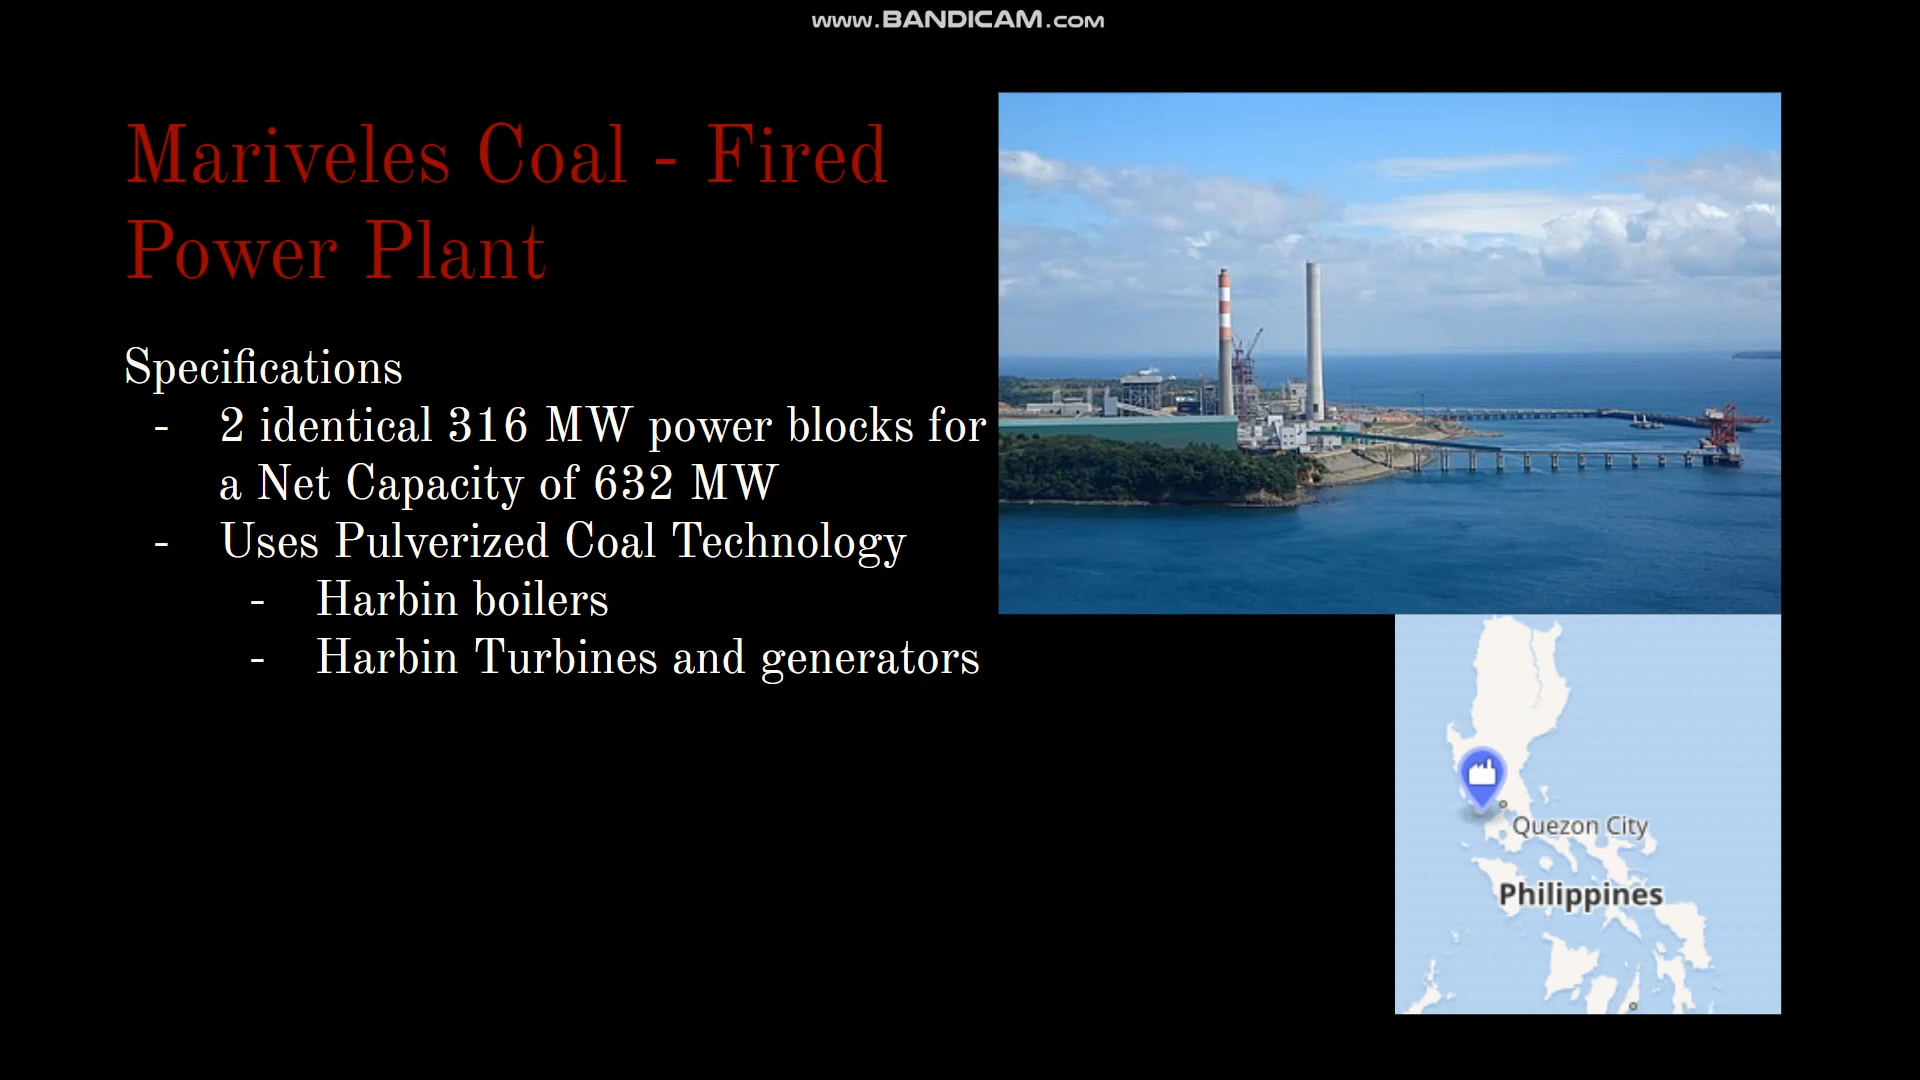 www.BANDICAM.com
Mariveles Coal - Fired
Power Plant
Specifications
- 2 identical 316 MW power blocks for
a Net Capacity of 632 MW
- Uses Pulverized Coal Technology
- Harbin boilers
- Harbin Turbines and generators
Quezon City
Philippines